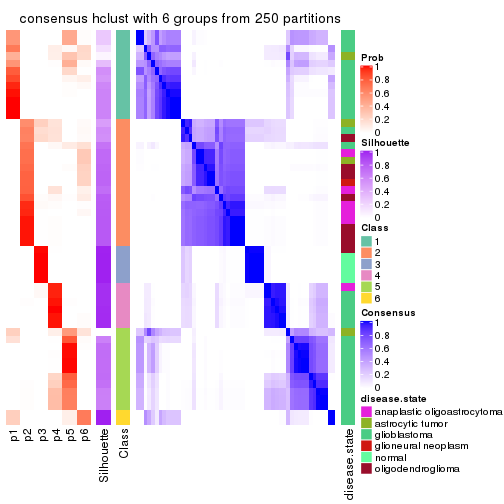 consensus hclust with 6 groups from 250 partitions
Prob
1
0.8
0.6
0.4
0.2
0
Silhouette
1
0.8
0.6
0.4
0.2
0
Class
1
2
3
4
5
6
Consensus
1
0.8
0.6
0.4
0.2
0
disease.state
anaplastic oligoastrocytoma
astrocytic tumor
glioblastoma
glioneural neoplasm
normal
oligodendroglioma
p1
p2
p3
p4
p5
p6
Silhouette
Class
disease.state